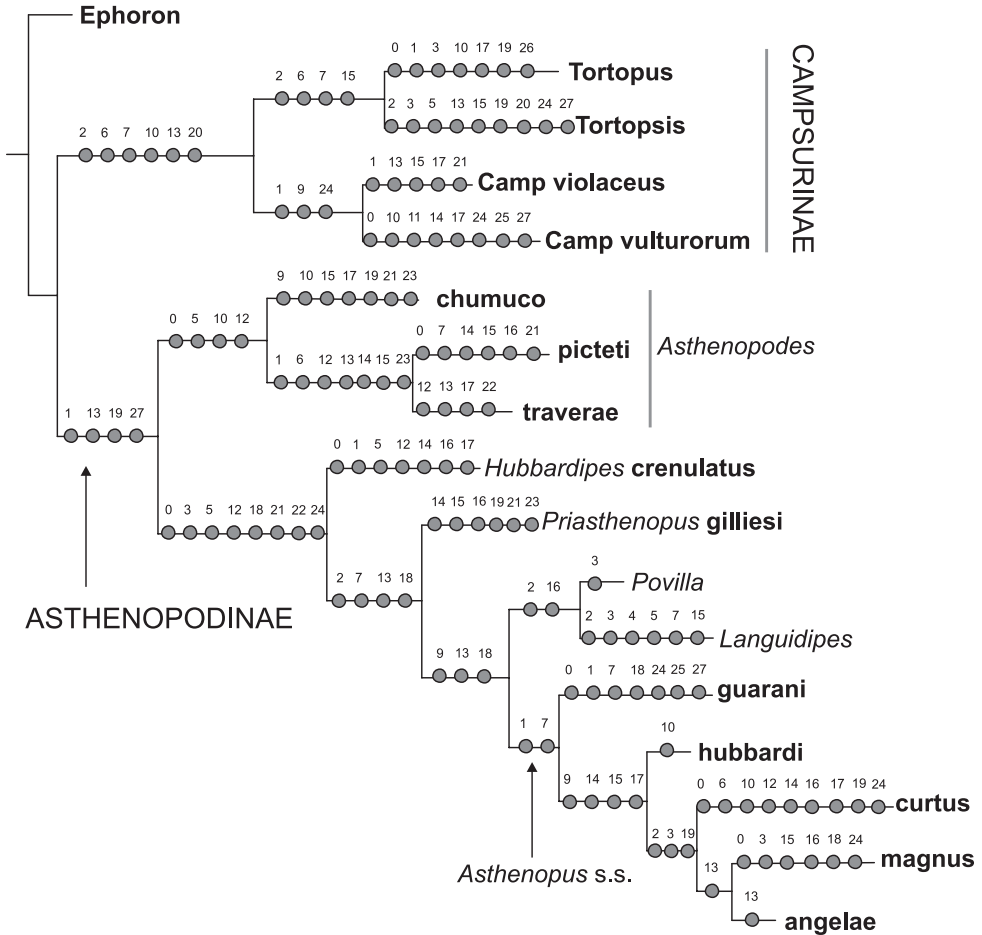 Ephoron
0 1 3 10 17 19 26
Tortopus
2 6 7 15
2 3 5 13 15 19 20 24 27
Tortopsis
2 6 7 10 13 20
1 13 15 17 21
Camp violaceus
1 9 24
0 10 11 14 17 24 25 27
Camp vulturorum
CAMPSURINAE
9 10 15 17 19 21 23
chumuco
0 5 10 12
0 7 14 15 16 21
picteti
Asthenopodes
1 6 12 13 14 15 23
12 13 17 22
traverae
1 13 19 27
0 1 5 12 14 16 17
Hubbardipes crenulatus
0 3 5 12 18 21 22 24
14 15 16 19 21 23
Priasthenopus gilliesi
2 7 13 18
3
Povilla
2 16
2 3 4 5 7 15
Languidipes
ASTHENOPODINAE
9 13 18
0 1 7 18 24 25 27
guarani
1 7
10
hubbardi
9 14 15 17
0 6 10 12 14 16 17 19 24
curtus
2 3 19
0 3 15 16 18 24
magnus
Asthenopus s.s.
13
13
angelae